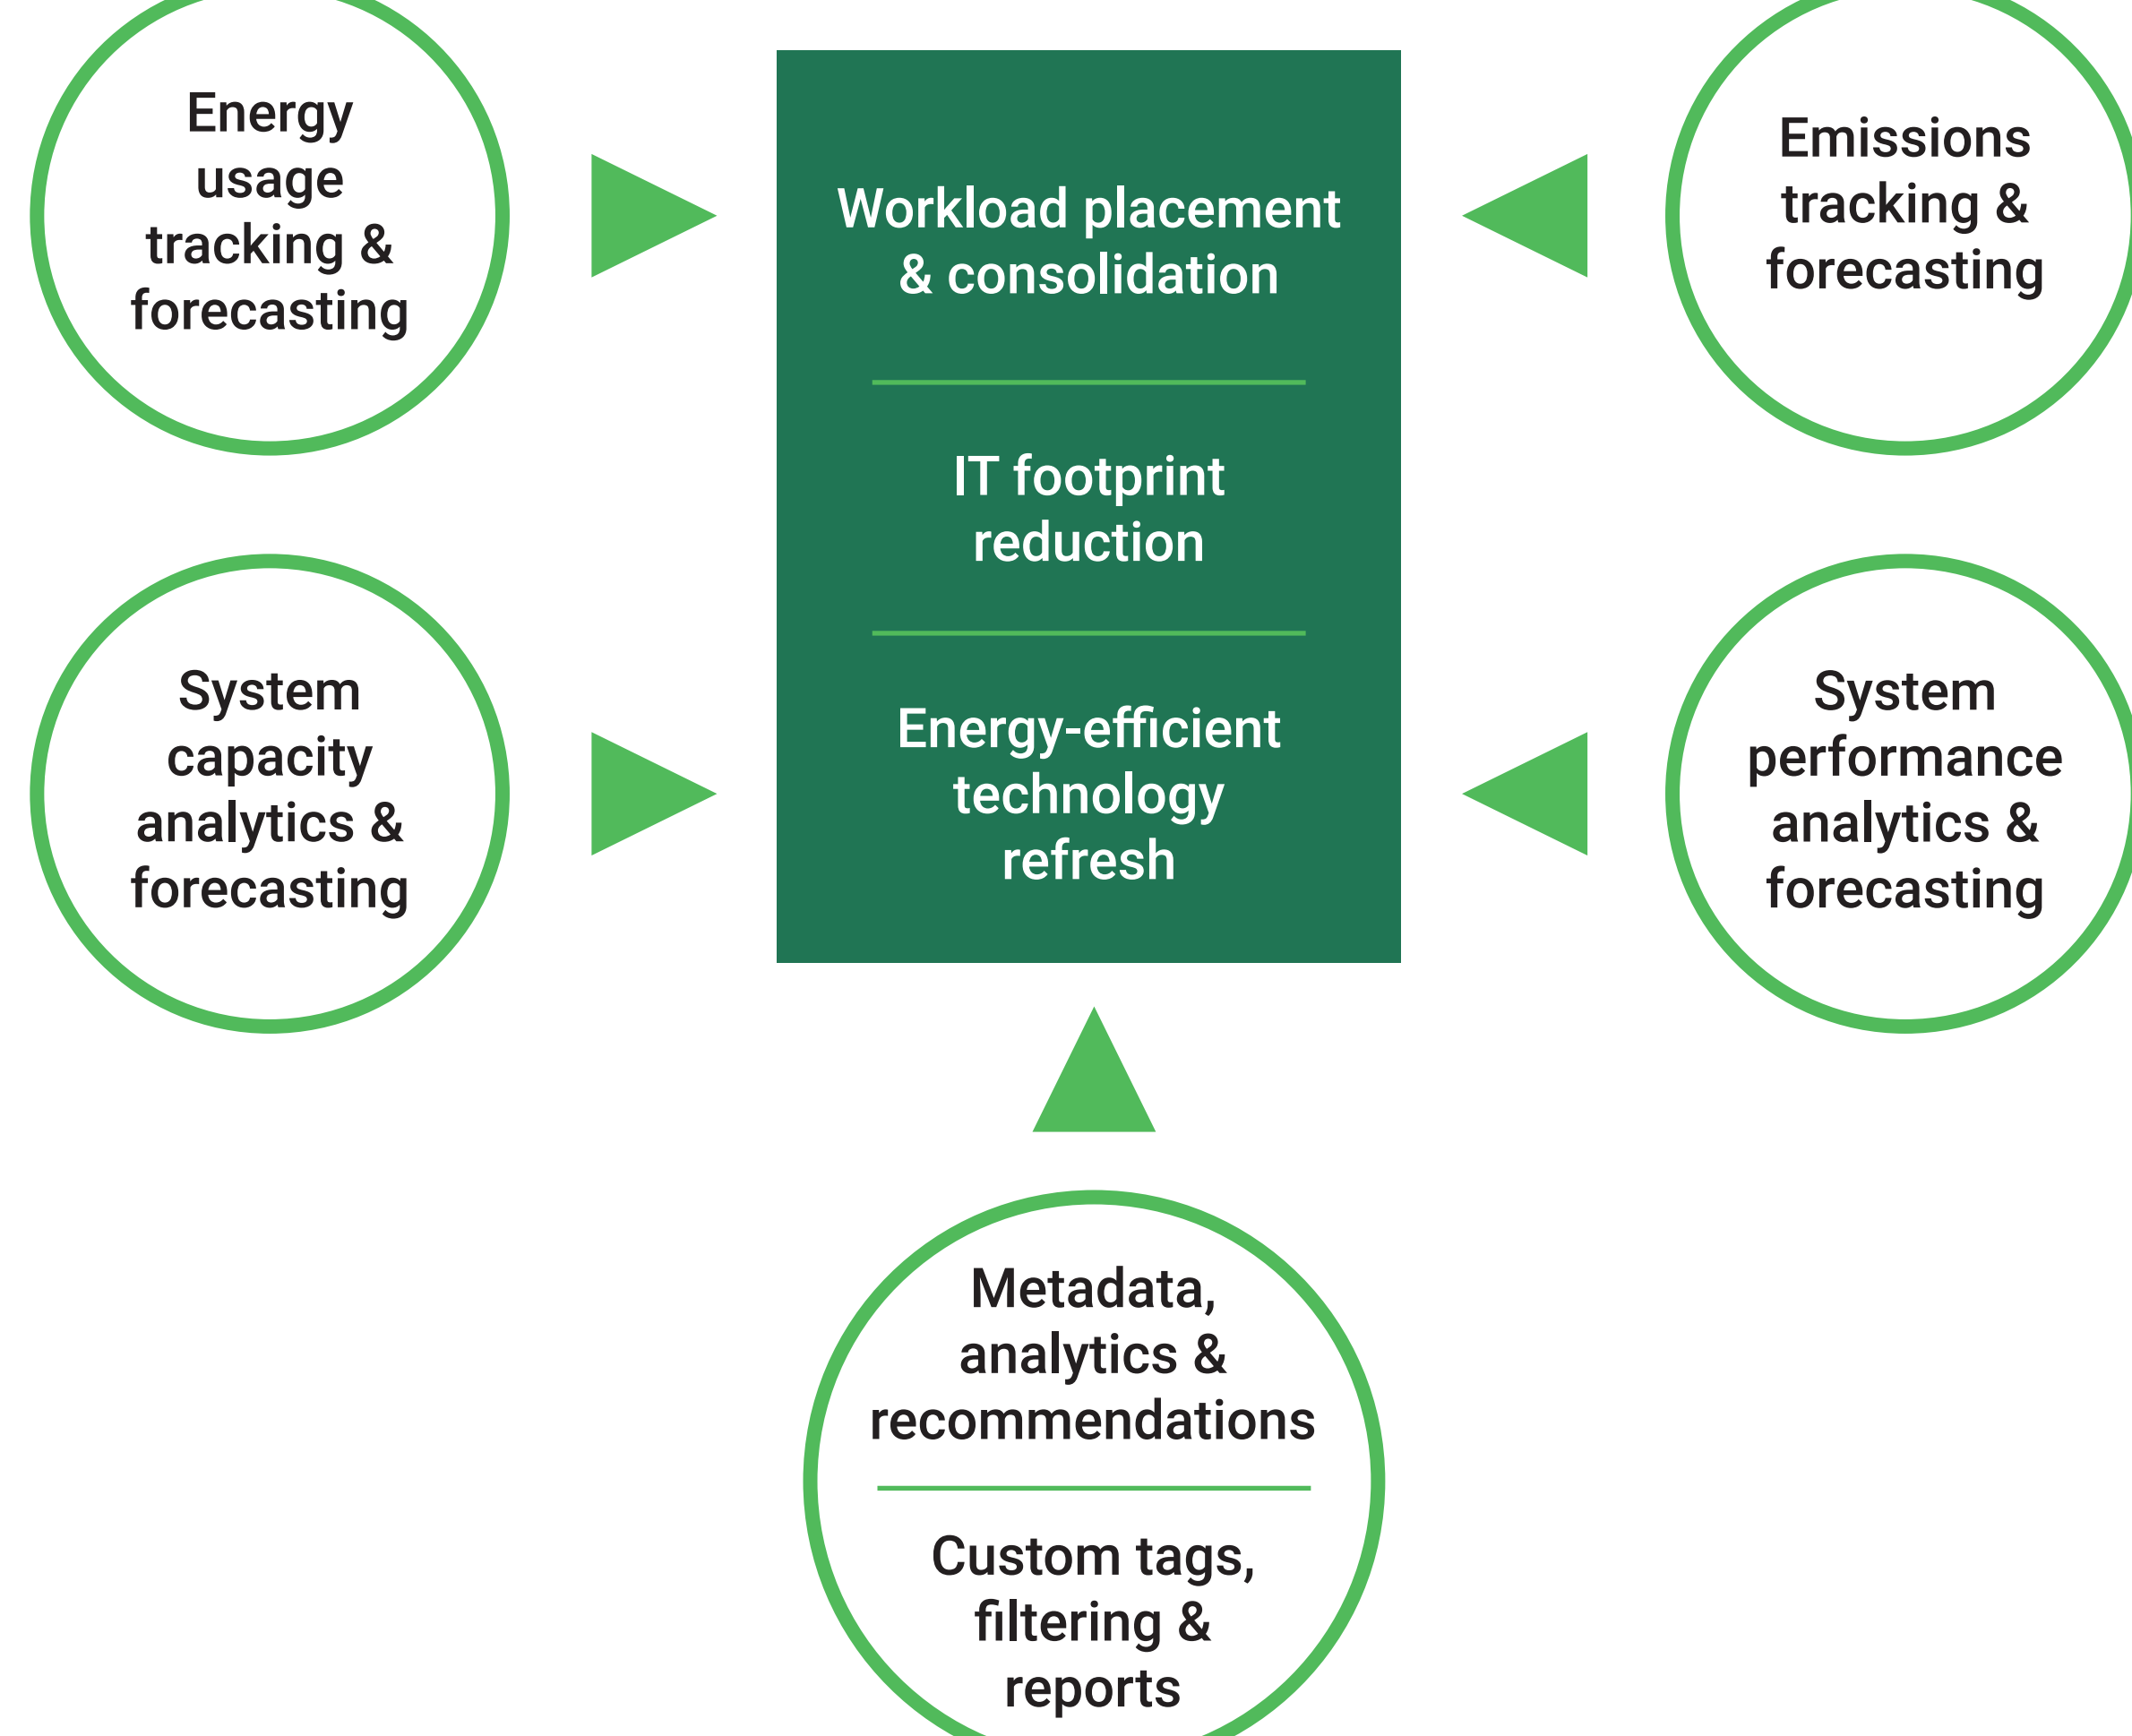 Energy
usage
tracking &
forecasting
Workload placement
& consolidation
IT footprint
reduction
Energy-efficient
technology
refresh
Emissions
tracking &
forecasting
System
capacity
analytics &
forecasting
System
performance
analytics &
forecasting
Metadata,
analytics &
recommendations
Custom tags,
filtering &
reports